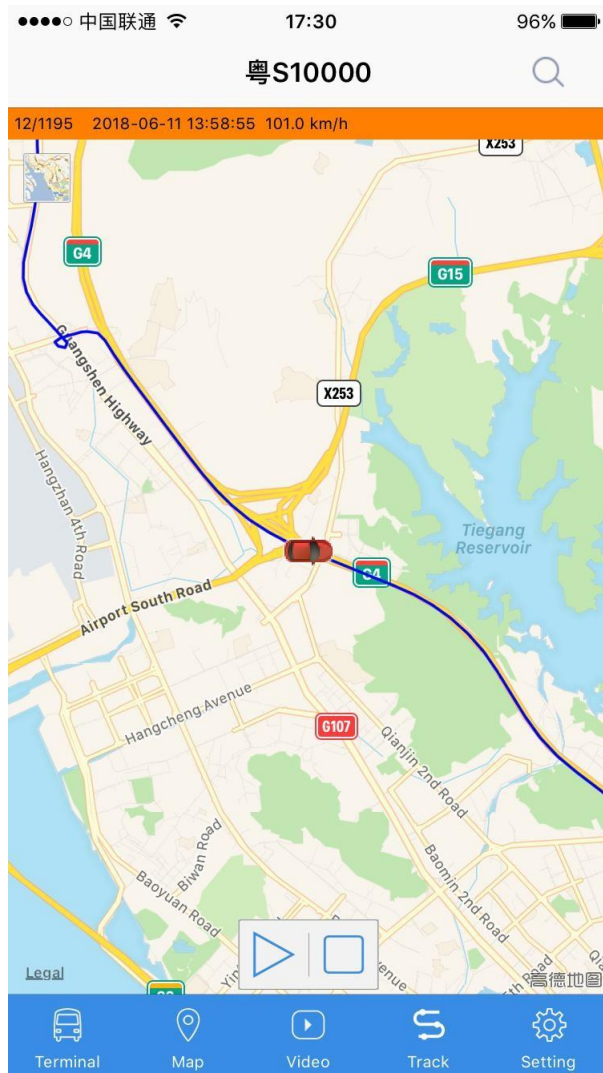 中国联通 17:30 96%
粤S10000
12/1195 2018-06-11 13:58:55 101.0 km/h
X253
G4
G15
Guangshen Highway
X253
Hangzhan 4th Road
Tiegang
Reservoir
G4
Airport South Road
Hangcheng Avenue
G107
Qianjin 2nd Road
Biwan Road
Baomin 2nd Road
Baoyuan Road
Legal
高德地图
Terminal Map Video Track Setting